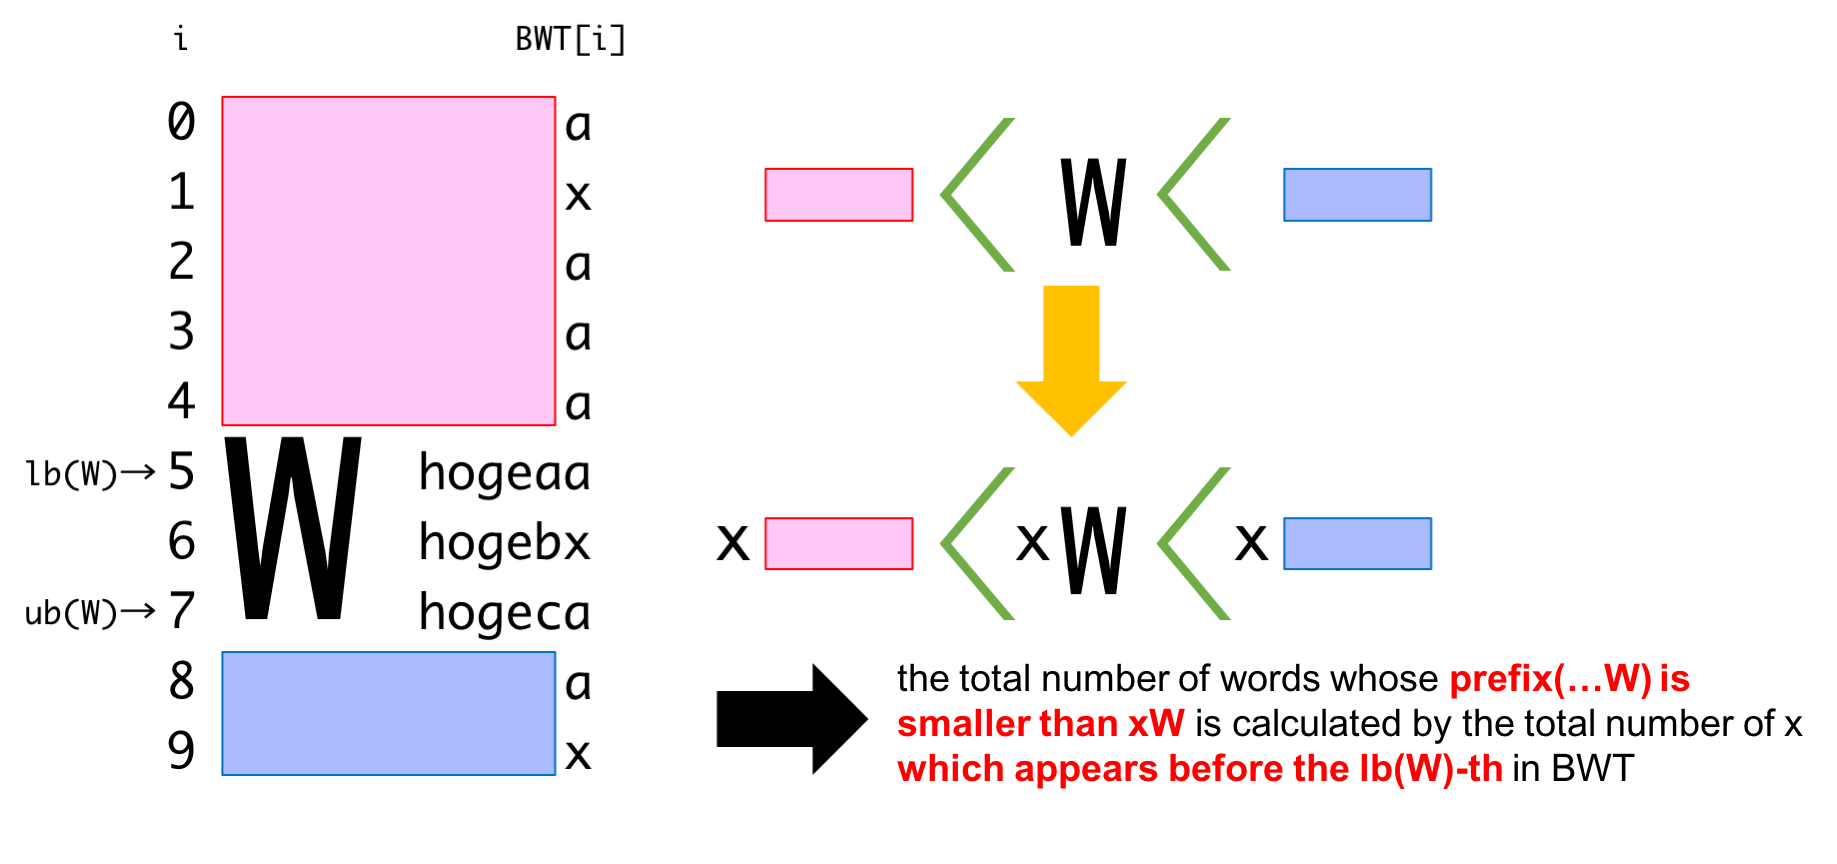 i BWT[i]
0 a
1 x
2 a
3 a
4 a
lb(W)→ 5 hogeaa
W
6 hogebx
ub(W)→ 7 hogeca
8 a
9 x
< W <
x < xW < x
the total number of words whose prefix(…W) is
smaller than xW is calculated by the total number of x
which appears before the lb(W)-th in BWT